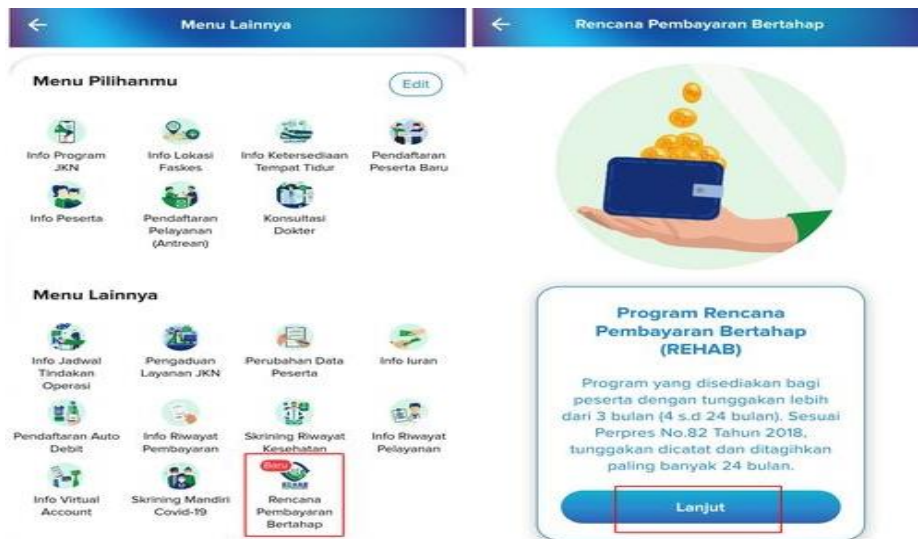 Menu Lainnya
Menu Pilihanmu
Edit
Info Program
JKN
Info Lokasi
Faskes
Info Ketersediaan
Tempat Tidur
Pendaftaran
Peserta Baru
Info Peserta
Pendaftaran
Pelayanan
(Antrean)
Konsultasi
Dokter
Menu Lainnya
Info Jadwal
Tindakan
Operasi
Pengaduan
Layanan JKN
Perubahan Data
Peserta
Info Iuran
Pendaftaran Auto
Debit
Info Riwayat
Pembayaran
Skrining Riwayat
Kesehatan
Info Riwayat
Pelayanan
Info Virtual
Account
Skrining Mandiri
Covid-19
Baru
Rencana
Pembayaran
Bertahap
Rencana Pembayaran Bertahap
Program Rencana
Pembayaran Bertahap
(REHAB)
Program yang disediakan bagi
peserta dengan tunggakan lebih
dari 3 bulan (4 s.d 24 bulan). Sesuai
Perpres No.82 Tahun 2018,
tunggakan dicatat dan ditagihkan
paling banyak 24 bulan.
Lanjut